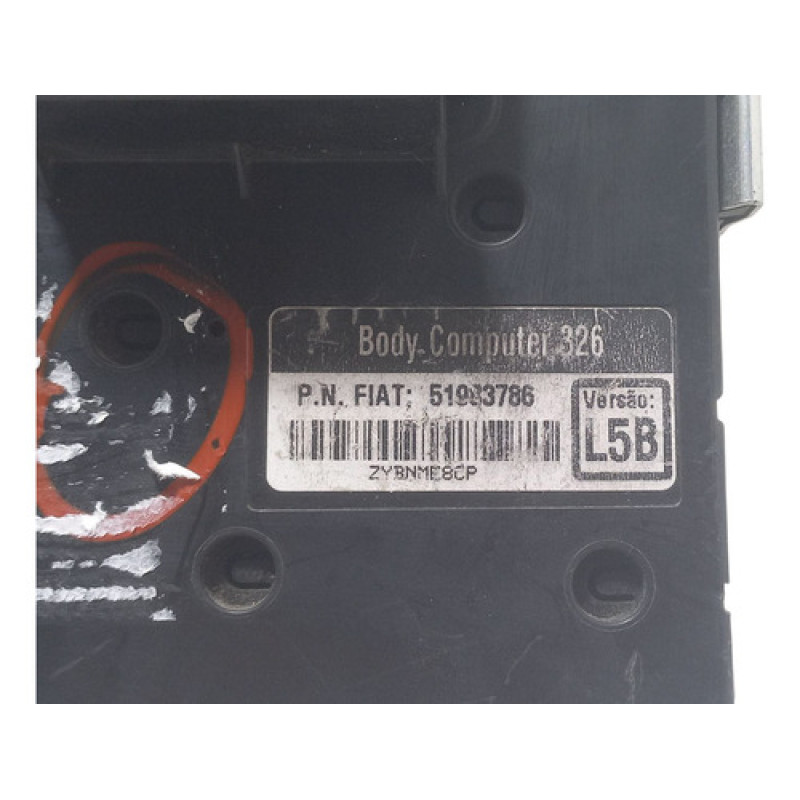 Body Computer 326
P.N. FIAT: 51983786
Versão:
L5B
ZYBNME8CP